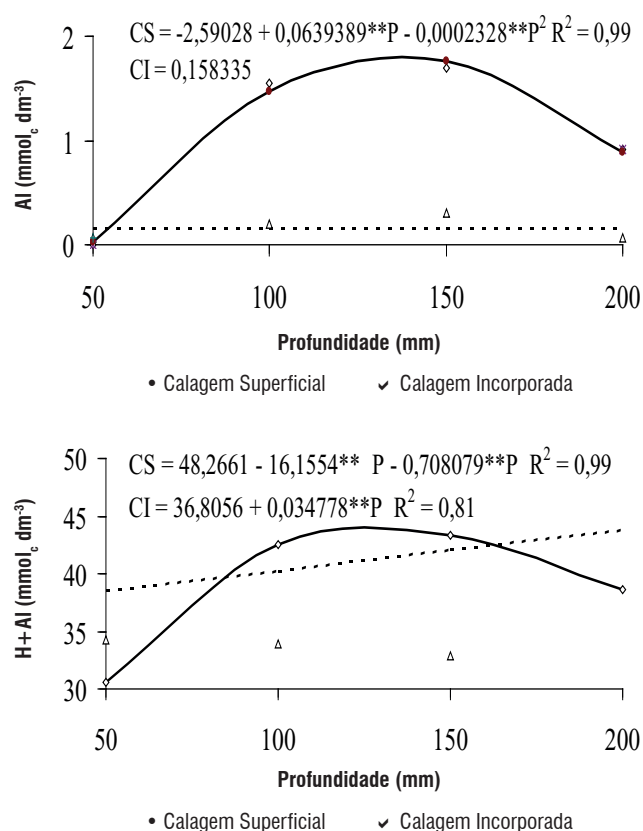 CS = -2,59028 + 0,0639389**P - 0,0002328**P² R² = 0,99
CI = 0,158335
2
1
0
Al (mmolc dm-3)
50 100 150 200
Profundidade (mm)
• Calagem Superficial Calagem Incorporada
CS = 48,2661 - 16,1554** P - 0,708079**P R² = 0,99
CI = 36,8056 + 0,034778**P R² = 0,81
50
45
40
35
30
H+Al (mmolc dm-3)
50 100 150 200
Profundidade (mm)
• Calagem Superficial Calagem Incorporada